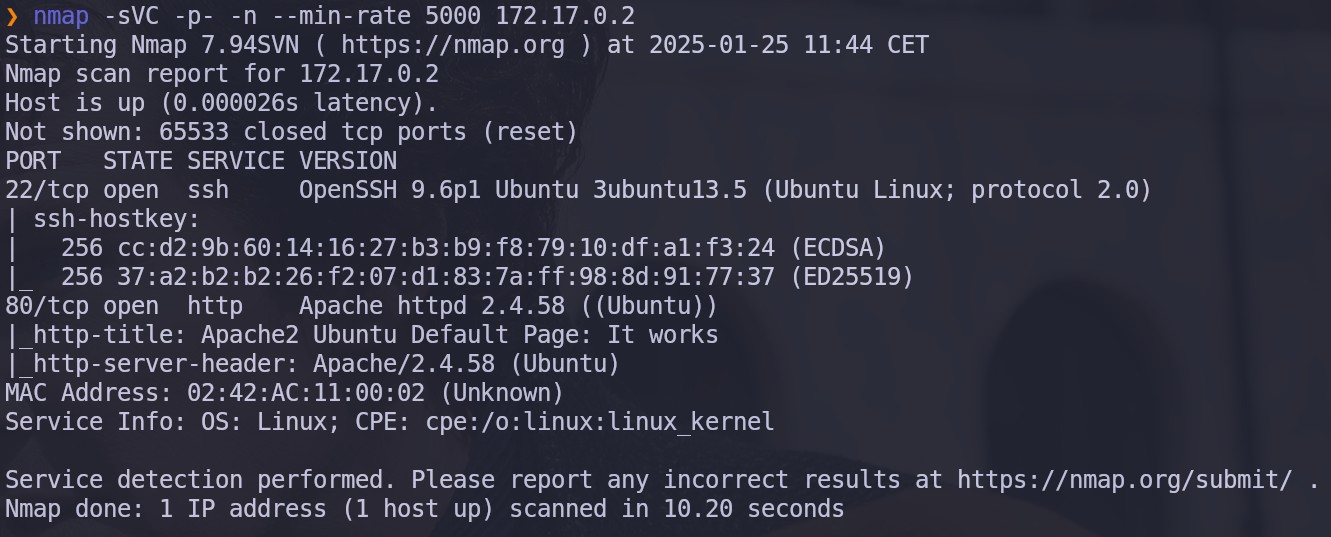 ❯ nmap -sVC -p- -n --min-rate 5000 172.17.0.2
Starting Nmap 7.94SVN ( https://nmap.org ) at 2025-01-25 11:44 CET
Nmap scan report for 172.17.0.2
Host is up (0.000026s latency).
Not shown: 65533 closed tcp ports (reset)
PORT   STATE SERVICE VERSION
22/tcp open  ssh     OpenSSH 9.6p1 Ubuntu 3ubuntu13.5 (Ubuntu Linux; protocol 2.0)
| ssh-hostkey:
|   256 cc:d2:9b:60:14:16:27:b3:b9:f8:79:10:df:a1:f3:24 (ECDSA)
|_  256 37:a2:b2:b2:26:f2:07:d1:83:7a:ff:98:8d:91:77:37 (ED25519)
80/tcp open  http    Apache httpd 2.4.58 ((Ubuntu))
|_http-title: Apache2 Ubuntu Default Page: It works
|_http-server-header: Apache/2.4.58 (Ubuntu)
MAC Address: 02:42:AC:11:00:02 (Unknown)
Service Info: OS: Linux; CPE: cpe:/o:linux:linux_kernel

Service detection performed. Please report any incorrect results at https://nmap.org/submit/ .
Nmap done: 1 IP address (1 host up) scanned in 10.20 seconds